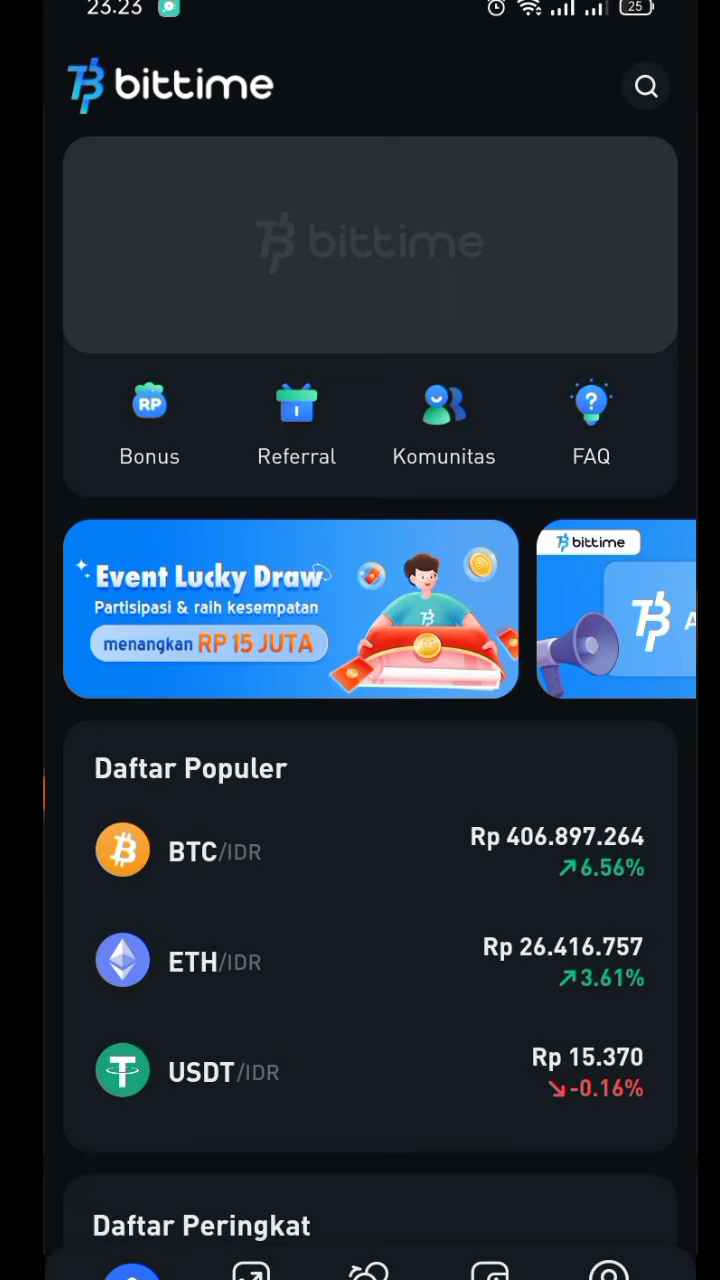 23.23
25
bittime
bittime
RP
Bonus
Referral
Komunitas
?
FAQ
Event Lucky Draw
Partisipasi & raih kesempatan
menangkan RP 15 JUTA
bittime
A
Daftar Populer
BTC/IDR
Rp 406.897.264
6.56%
ETH/IDR
Rp 26.416.757
3.61%
USDT/IDR
Rp 15.370
-0.16%
Daftar Peringkat